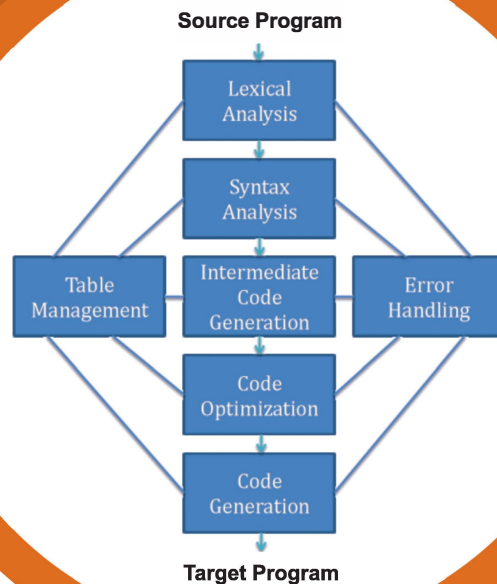 Source Program
Lexical
Analysis
Syntax
Analysis
Table
Management
Intermediate
Code
Generation
Error
Handling
Code
Optimization
Code
Generation
Target Program